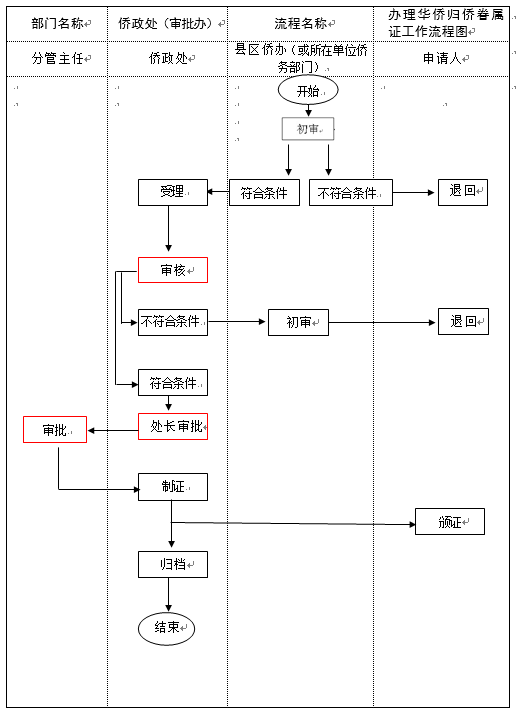 部门名称
侨政处（审批办）
流程名称
办理华侨归侨眷属
证工作流程图
分管主任
侨政处
县区侨办（或所在单位侨
务部门）
申请人
开始
初审
受理
符合条件
不符合条件
退回
审核
不符合条件
初审
退回
符合条件
审批
处长审批
制证
颁证
归档
结束